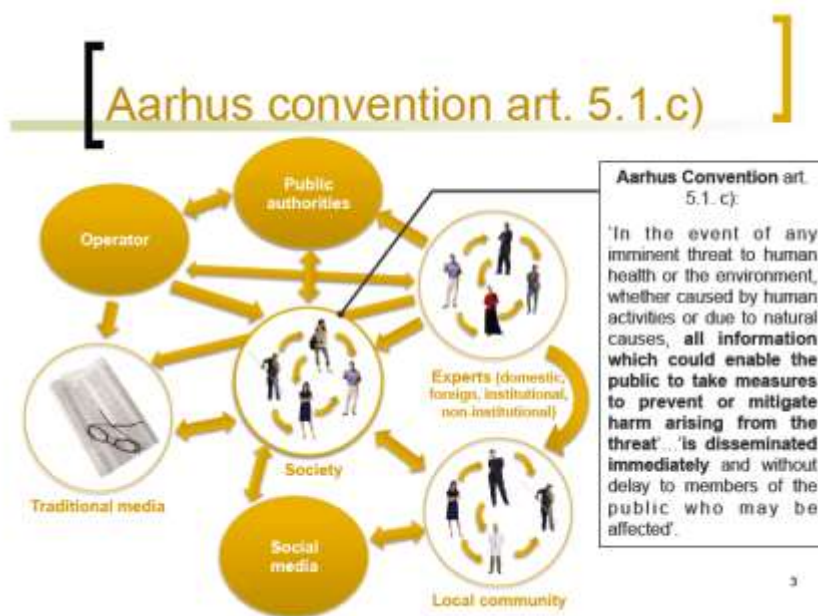 Aarhus convention art. 5.1.c)
Public
authorities
Operator
Experts (domestic,
foreign, institutional,
non-institutional)
Society
Traditional media
Social
media
Local community
Aarhus Convention art.
5.1. c):
'In the event of any
imminent threat to human
health or the environment,
whether caused by human
activities or due to natural
causes, all information
which could enable the
public to take measures
to prevent or mitigate
harm arising from the
threat'...'is disseminated
immediately and without
delay to members of the
public who may be
affected'.
3